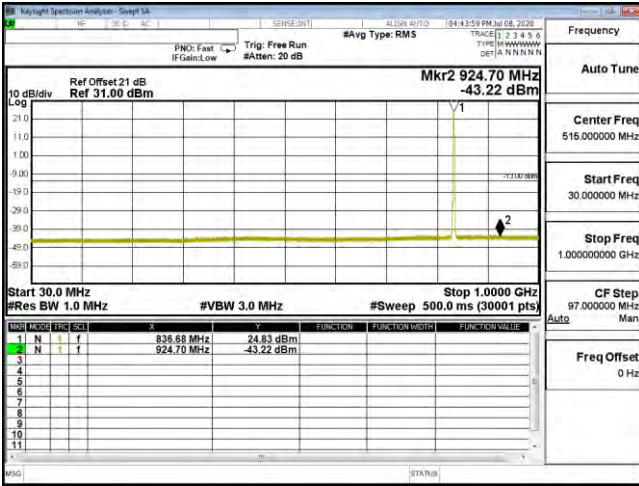 Keysight Spectrum Analyzer - Swept SA
RF 50 Ω AC SENSE:INT ALIGN AUTO 04:43:59 PM Jul 08, 2020
#Avg Type: RMS TRACE 1 2 3 4 5 6
PNO: Fast Trig: Free Run TYPE M WWWWW
IFGain:Low #Atten: 20 dB DET A N N N N N
Ref Offset 21 dB Mkr2 924.70 MHz
10 dB/div Ref 31.00 dBm -43.22 dBm
Log
1
21.0
11.0
1.00
-9.00
-13.00 dBm
-19.0
-29.0
-39.0
2
-49.0
-59.0
Start 30.0 MHz Stop 1.0000 GHz
#Res BW 1.0 MHz #VBW 3.0 MHz #Sweep 500.0 ms (30001 pts)
MKR MODE TRC SCL X Y FUNCTION FUNCTION WIDTH FUNCTION VALUE
1 N 1 f 836.68 MHz 24.83 dBm
2 N 1 f 924.70 MHz -43.22 dBm
3
4
5
6
7
8
9
10
11
MSG STATUS
Frequency
Auto Tune
Center Freq
515.000000 MHz
Start Freq
30.000000 MHz
Stop Freq
1.000000000 GHz
CF Step
97.000000 MHz
Auto Man
Freq Offset
0 Hz